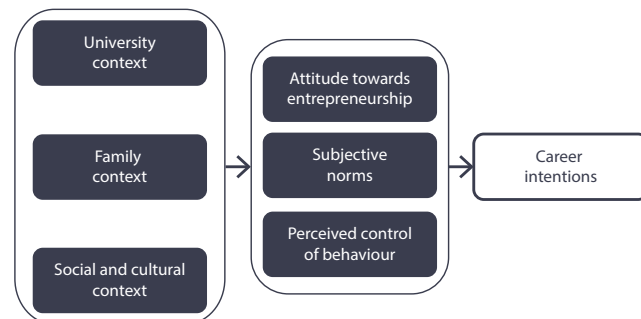 University
context
Family
context
Social and cultural
context
Attitude towards
entrepreneurship
Subjective
norms
Perceived control
of behaviour
Career
intentions